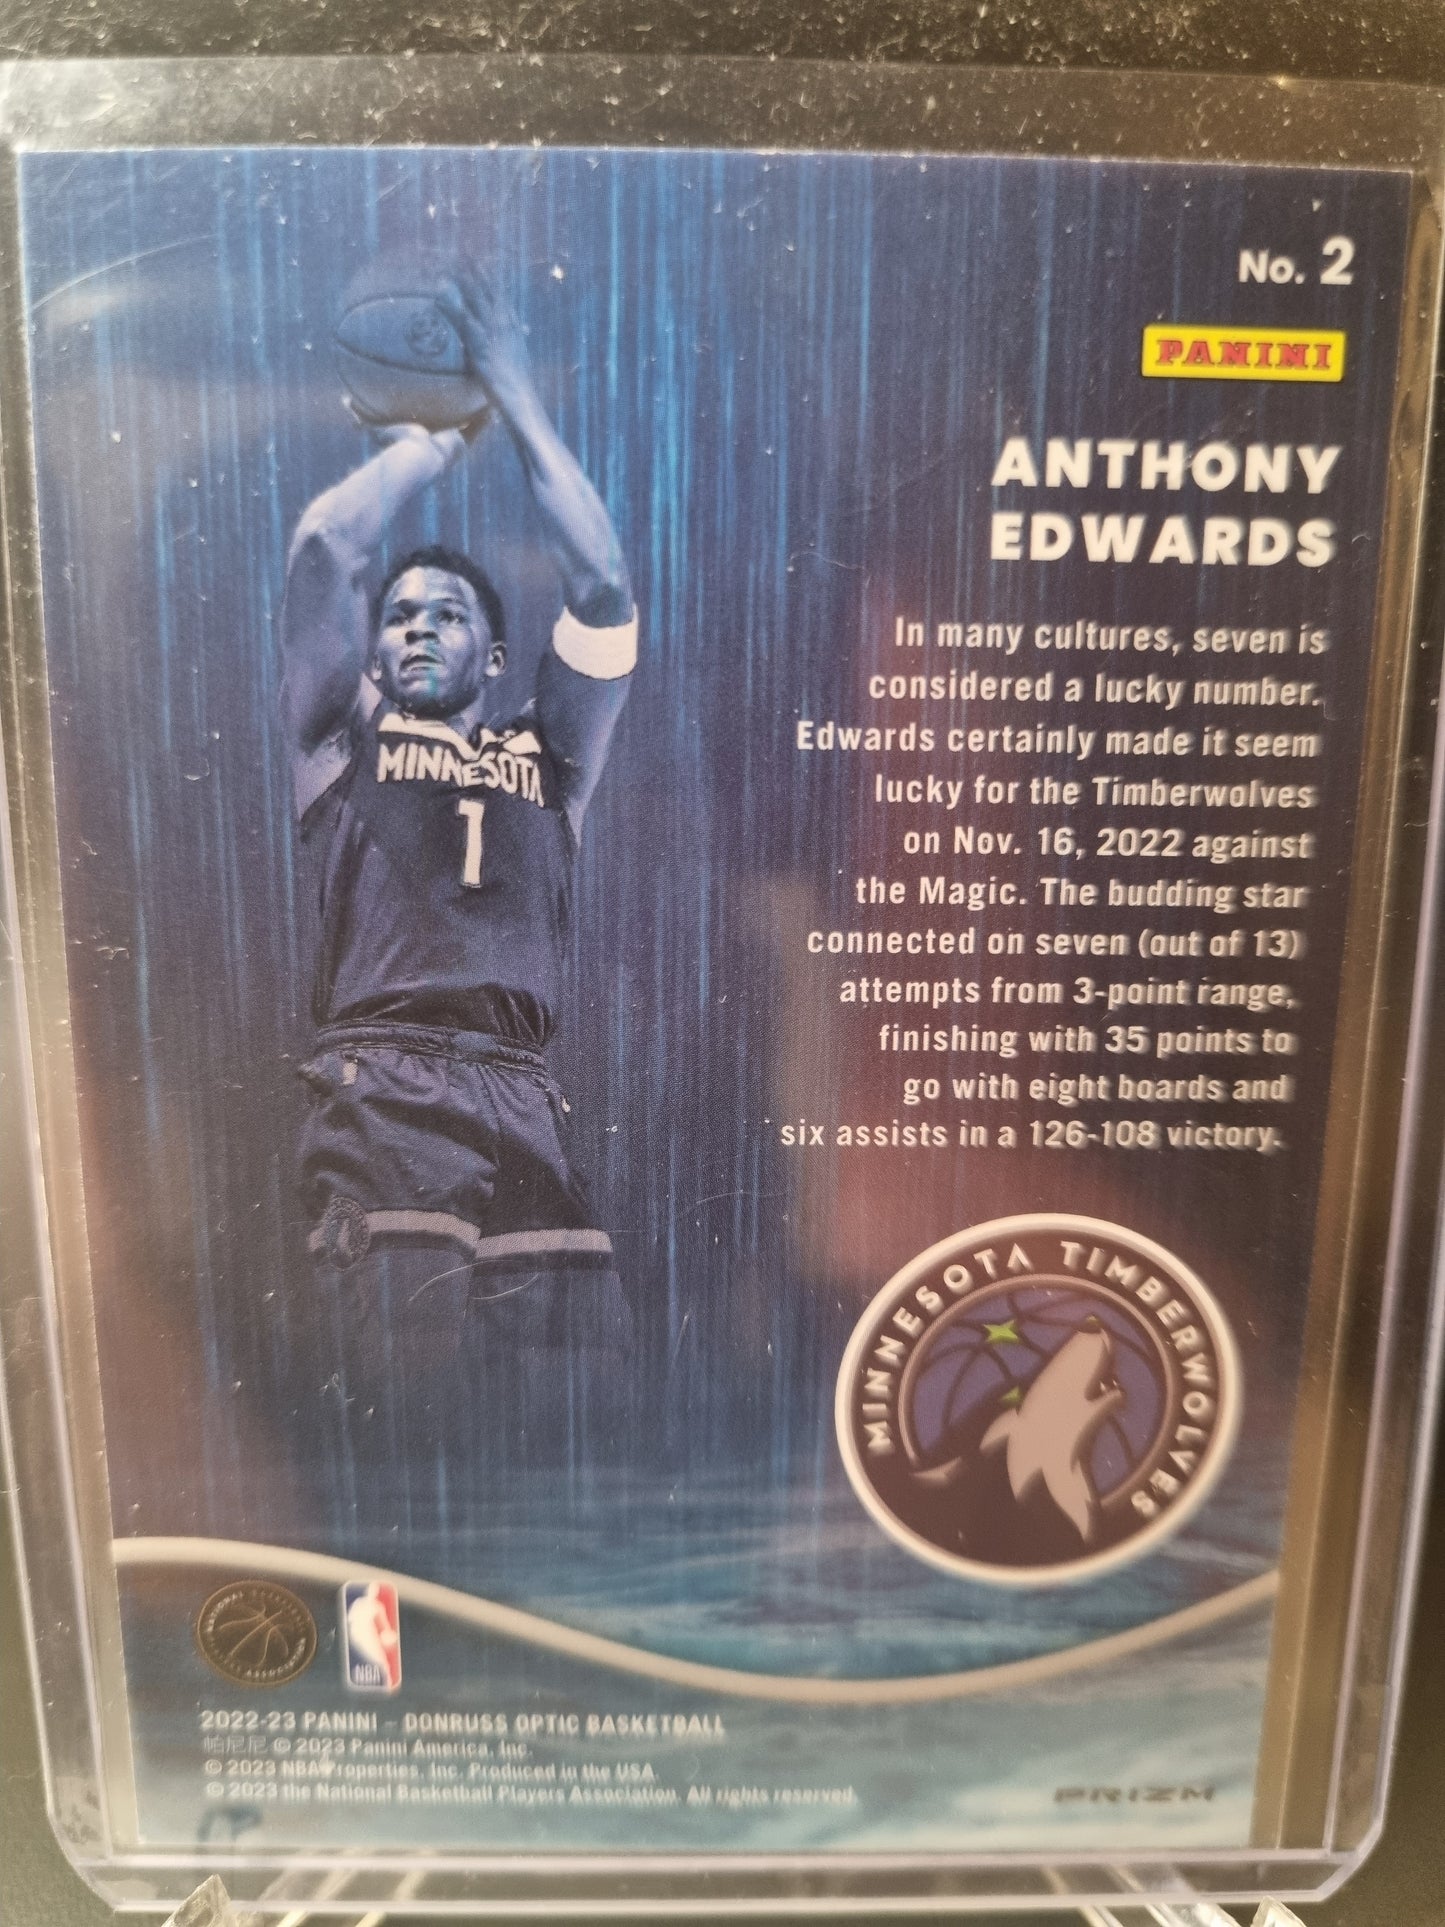 No. 2
PANINI
ANTHONY
EDWARDS
In many cultures, seven is
considered a lucky number.
Edwards certainly made it seem
lucky for the Timberwolves
on Nov. 16, 2022 against
the Magic. The budding star
connected on seven (out of 13)
attempts from 3-point range,
finishing with 35 points to
go with eight boards and
six assists in a 126-108 victory.
MINNESOTA
1
MINNESOTA TIMBERWOLVES
NBA
2022-23 PANINI – DONRUSS OPTIC BASKETBALL
帕尼尼 © 2023 Panini America, Inc.
© 2023 NBA Properties, Inc. Produced in the USA.
© 2023 the National Basketball Players Association. All rights reserved.
PRIZM